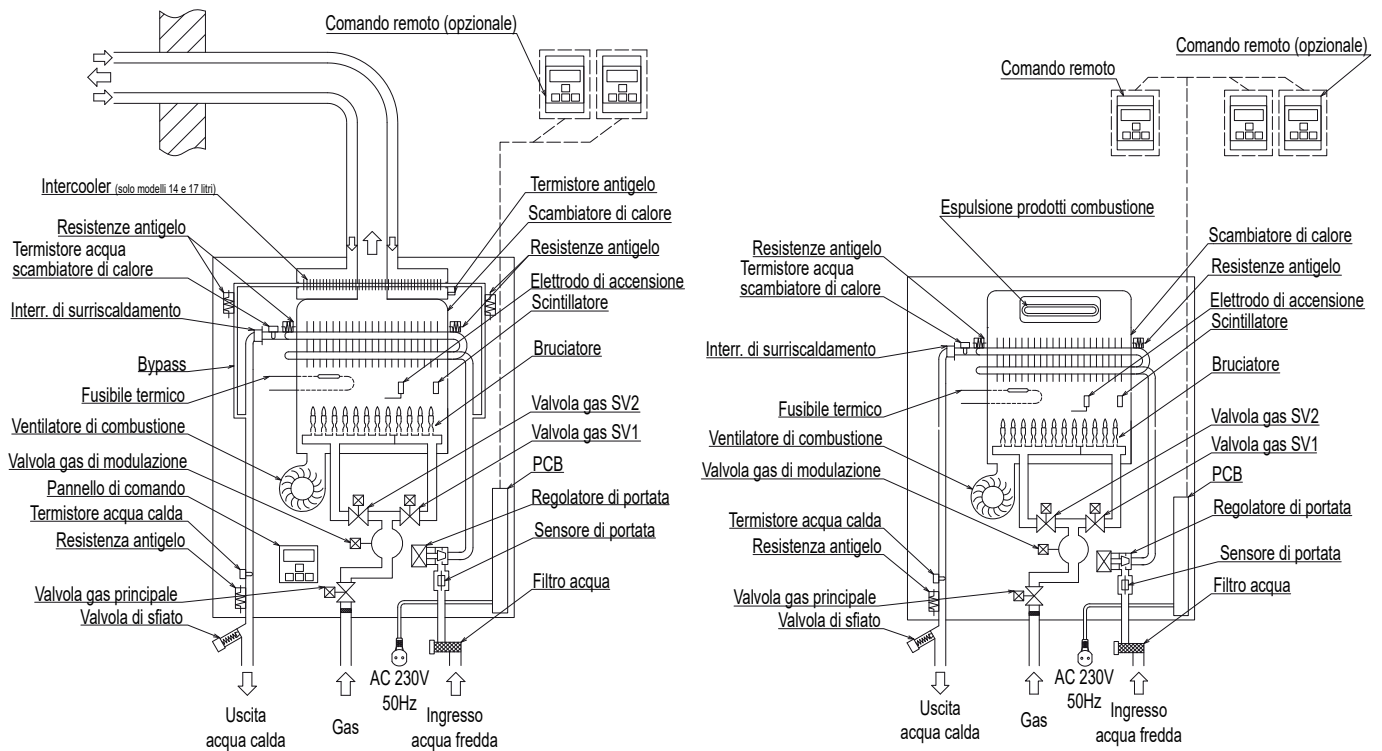 Comando remoto (opzionale)
Intercooler (solo modelli 14 e 17 litri)
Resistenze antigelo
Termistore acqua
scambiatore di calore
Interr. di surriscaldamento
Bypass
Fusibile termico
Ventilatore di combustione
Valvola gas di modulazione
Pannello di comando
Termistore acqua calda
Resistenza antigelo
Valvola gas principale
Valvola di sfiato
Termistore antigelo
Scambiatore di calore
Resistenze antigelo
Elettrodo di accensione
Scintillatore
Bruciatore
Valvola gas SV2
Valvola gas SV1
PCB
Regolatore di portata
Sensore di portata
Filtro acqua
AC 230V
50Hz
Uscita
acqua calda
Gas
Ingresso
acqua fredda
Comando remoto (opzionale)
Comando remoto
Espulsione prodotti combustione
Resistenze antigelo
Termistore acqua
scambiatore di calore
Interr. di surriscaldamento
Fusibile termico
Ventilatore di combustione
Valvola gas di modulazione
Termistore acqua calda
Resistenza antigelo
Valvola gas principale
Valvola di sfiato
Scambiatore di calore
Resistenze antigelo
Elettrodo di accensione
Scintillatore
Bruciatore
Valvola gas SV2
Valvola gas SV1
PCB
Regolatore di portata
Sensore di portata
Filtro acqua
AC 230V
50Hz
Uscita
acqua calda
Gas
Ingresso
acqua fredda